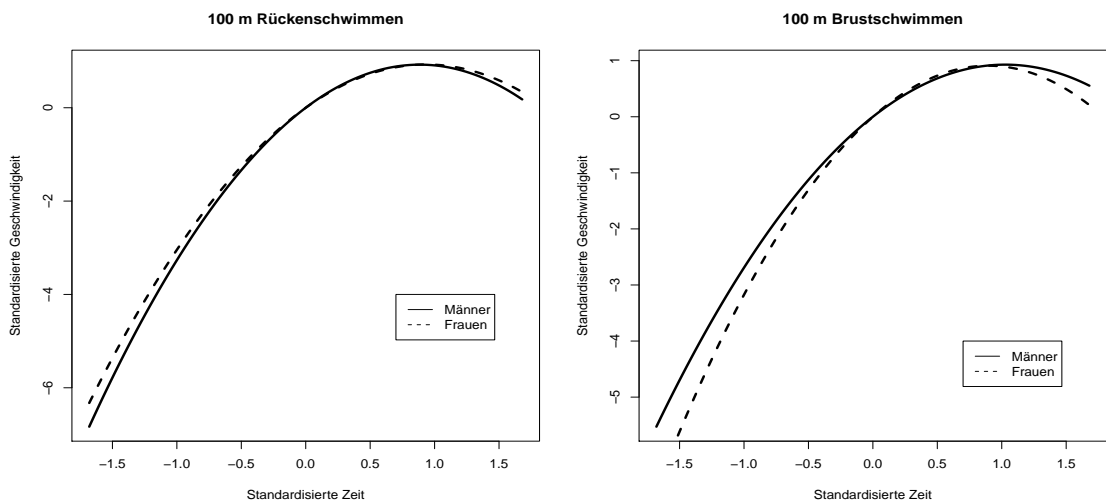 100 m Rückenschwimmen
Standardisierte Geschwindigkeit
0
−2
−4
−6
Männer
Frauen
−1.5 −1.0 −0.5 0.0 0.5 1.0 1.5
Standardisierte Zeit
100 m Brustschwimmen
Standardisierte Geschwindigkeit
1
0
−1
−2
−3
−4
−5
Männer
Frauen
−1.5 −1.0 −0.5 0.0 0.5 1.0 1.5
Standardisierte Zeit